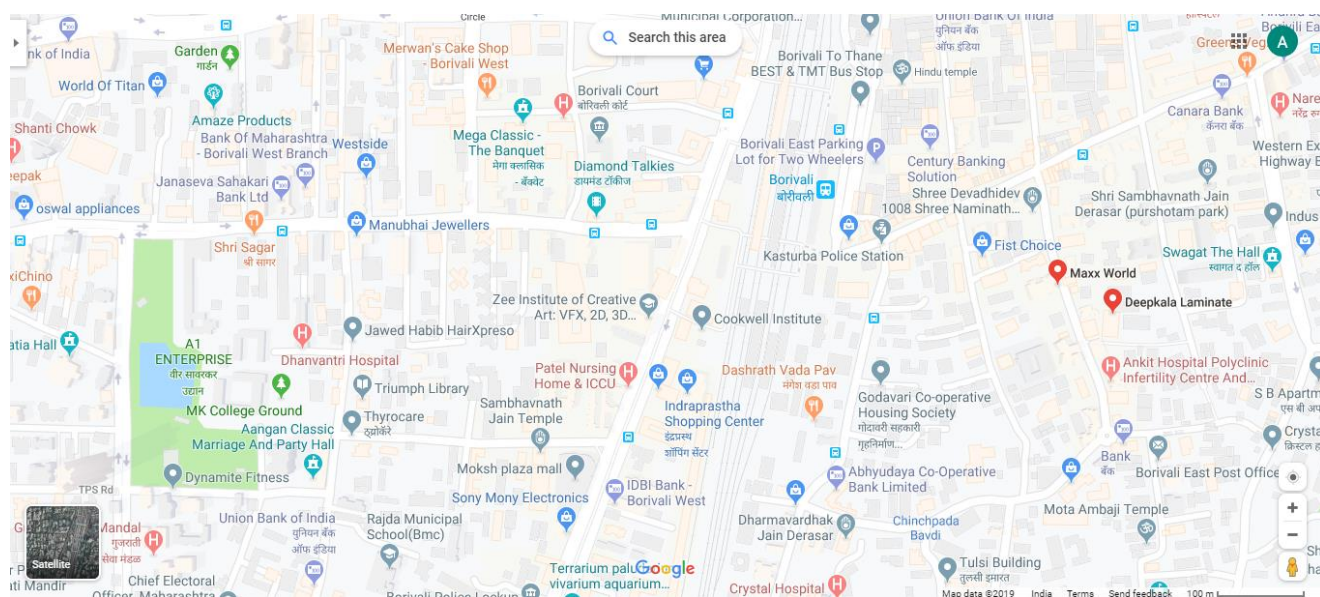 Circle
Municipal Corporation...
Union Bank Of India
यूनियन बैंक
ऑफ इंडिया
nk of India
Garden
गार्डन
Merwan's Cake Shop
- Borivali West
Search this area
Borivali To Thane
BEST & TMT Bus Stop
Hindu temple
Green Veg
A
World Of Titan
Borivali Court
बोरिवली कोर्ट
Canara Bank
कॅनरा बँक
Nare
Amaze Products
Shanti Chowk
Bank Of Maharashtra
- Borivali West Branch
Westside
Mega Classic -
The Banquet
मेगा क्लासिक
- बँक्वेट
Diamond Talkies
डायमंड टॉकीज
Borivali East Parking
Lot for Two Wheelers
Century Banking
Solution
Western Ex
Highway E
eepak
Janaseva Sahakari
Bank Ltd
Borivali
बोरीवली
Shree Devadhidev
1008 Shree Naminath...
Shri Sambhavnath Jain
Derasar (purshotam park)
oswal appliances
Manubhai Jewellers
Indus
Shri Sagar
श्री सागर
Kasturba Police Station
Fist Choice
Swagat The Hall
स्वागत द हॉल
xiChino
Maxx World
Deepkala Laminate
Zee Institute of Creative
Art: VFX, 2D, 3D...
Cookwell Institute
Jawed Habib HairXpreso
atia Hall
A1
ENTERPRISE
वीर सावरकर
उद्यान
Dhanvantri Hospital
Patel Nursing
Home & ICCU
Dashrath Vada Pav
मंगेश वडा पाव
Ankit Hospital Polyclinic
Infertility Centre And...
Triumph Library
MK College Ground
Sambhavnath
Jain Temple
Indraprastha
Shopping Center
इंद्रप्रस्थ
शॉपिंग सेंटर
Godavari Co-operative
Housing Society
गोदावरी सहकारी
गृहनिर्माण...
S B Apartm
एस बी अप
Thyrocare
ठ्यरोकॅरे
Aangan Classic
Marriage And Party Hall
Crysta
क्रिस्टल ह
Bank
बँक
Moksh plaza mall
Abhyudaya Co-Operative
Bank Limited
Borivali East Post Office
Dynamite Fitness
TPS Rd
IDBI Bank -
Borivali West
Sony Mony Electronics
Mota Ambaji Temple
Union Bank of India
यूनियन बैंक
ऑफ इंडिया
Rajda Municipal
School(Bmc)
Dharmavardhak
Jain Derasar
Chinchpada
Bavdi
Mandal
गुजराती
सेवा मंडळ
Satellite
Terrarium palu
vivarium aquarium...
Google
Tulsi Building
तुलसी इमारत
Chief Electoral
Officer, Maharashtra
ati Mandir
Borivali Police Lockup
Crystal Hospital
Map data ©2019 India Terms Send feedback 100 m